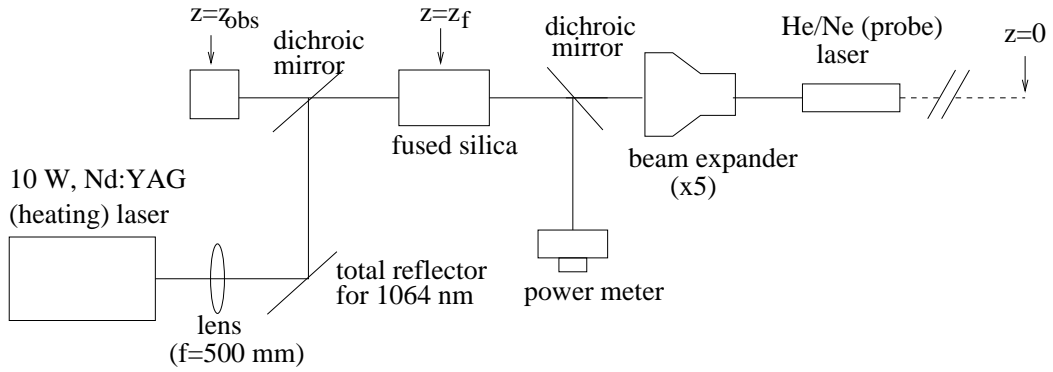 z=z_obs
z=z_f
He/Ne (probe)
laser
z=0
dichroic
mirror
dichroic
mirror
fused silica
beam expander
(x5)
10 W, Nd:YAG
(heating) laser
total reflector
for 1064 nm
power meter
lens
(f=500 mm)